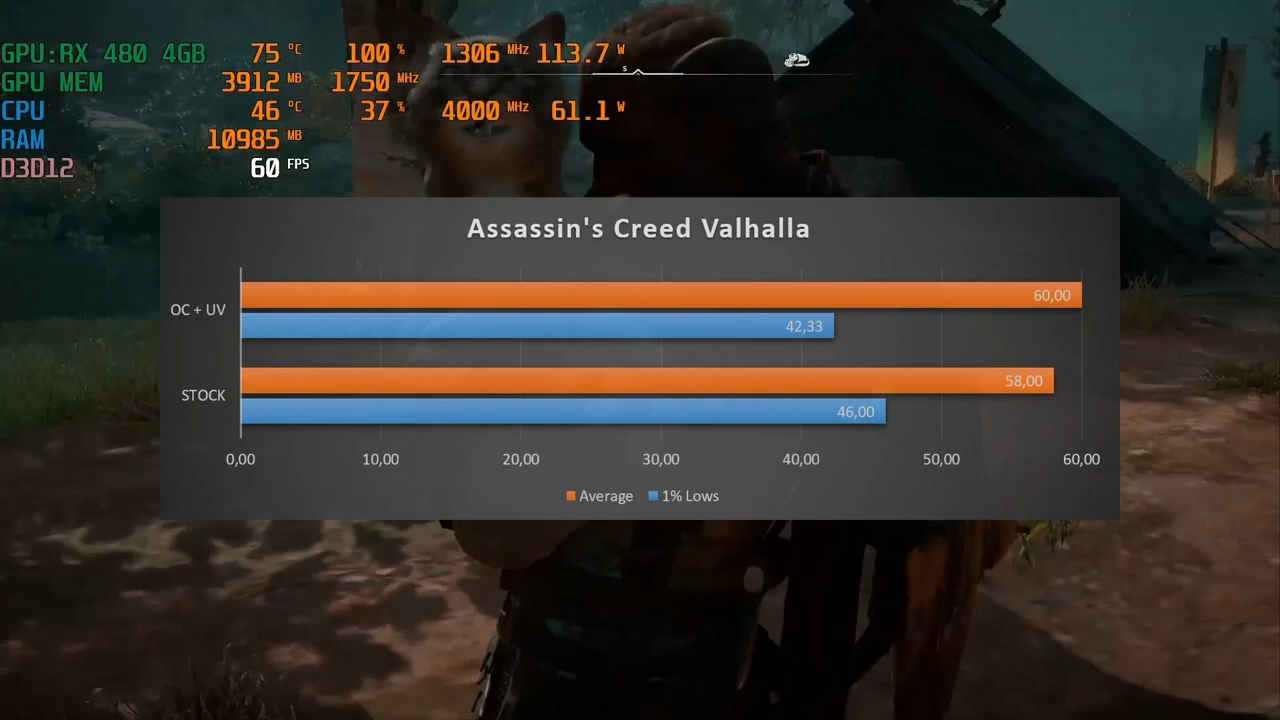 GPU:RX 480 4GB 75 °C 100 % 1306 MHz 113.7 W
GPU MEM 3912 MB 1750 MHz
CPU 46 °C 37 % 4000 MHz 61.1 W
RAM 10985 MB
D3D12 60 FPS
S
Assassin's Creed Valhalla
OC + UV 60,00
42,33
STOCK 58,00
46,00
0,00 10,00 20,00 30,00 40,00 50,00 60,00
Average 1% Lows